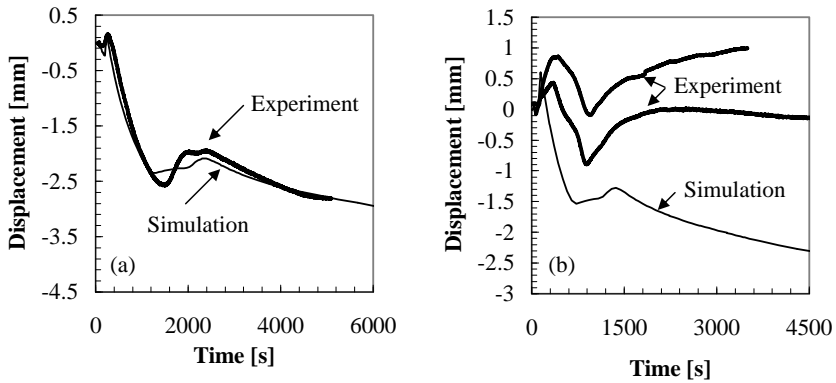 0.5
-0.5
-1.5
-2.5
-3.5
-4.5
Displacement [mm]
Experiment
Simulation
(a)
0 2000 4000 6000
Time [s]
1.5
1
0.5
0
-0.5
-1
-1.5
-2
-2.5
-3
Displacement [mm]
Experiment
Simulation
(b)
0 1500 3000 4500
Time [s]